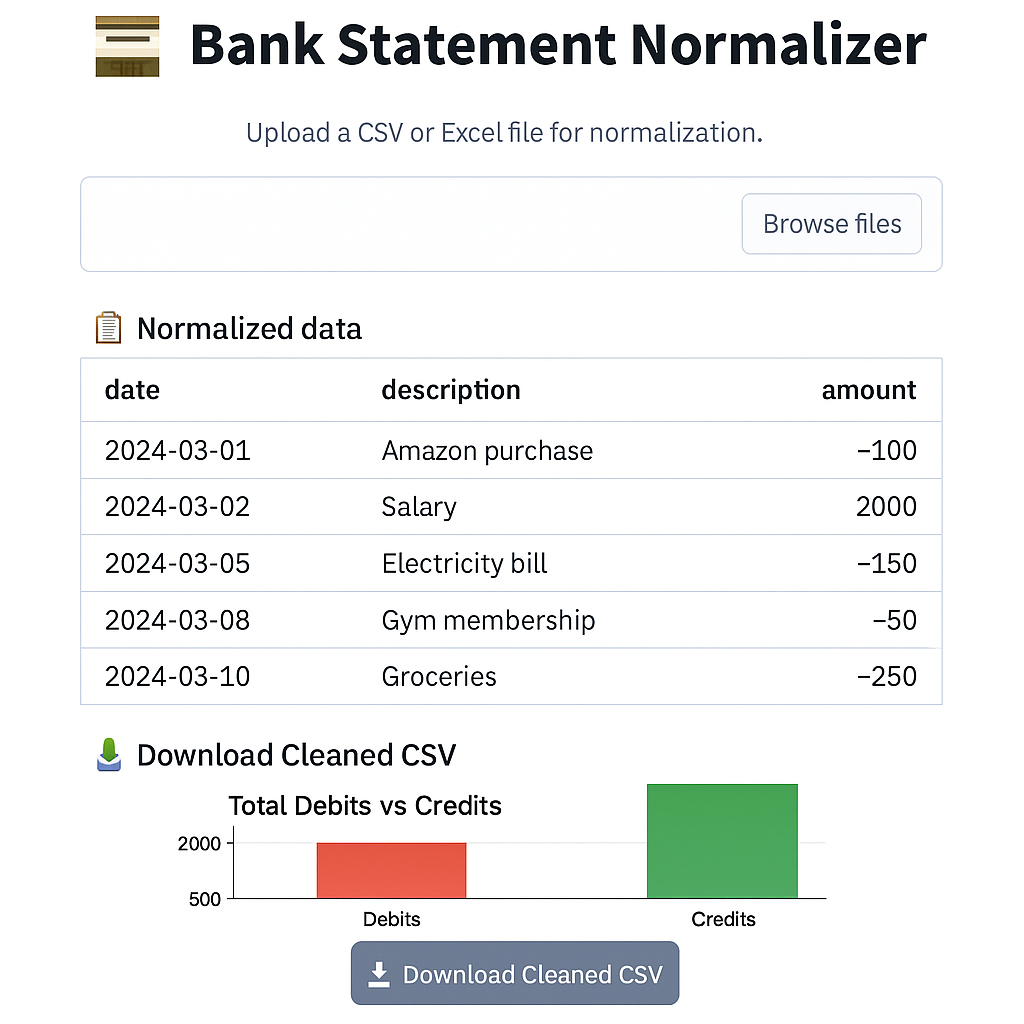 Bank Statement Normalizer
Upload a CSV or Excel file for normalization.
Browse files
Normalized data
date description amount
2024-03-01 Amazon purchase −100
2024-03-02 Salary 2000
2024-03-05 Electricity bill −150
2024-03-08 Gym membership −50
2024-03-10 Groceries −250
Download Cleaned CSV
Total Debits vs Credits
2000
500
Debits Credits
Download Cleaned CSV